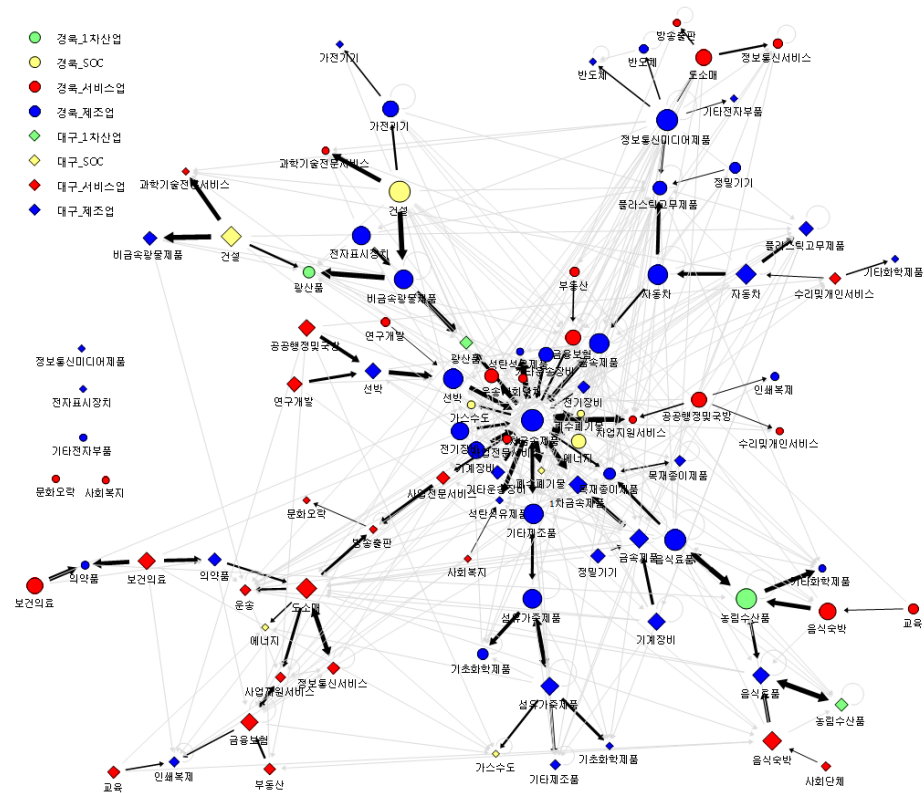 경북_1차산업
경북_SOC
경북_서비스업
경북_제조업
대구_1차산업
대구_SOC
대구_서비스업
대구_제조업
가전기기
방송출판
반도체
반도체
도소매
정보통신서비스
기타전자부품
가전기기
정보통신미디어제품
과학기술전문서비스
과학기술전문서비스
정밀기기
플라스틱고무제품
건설
건설
비금속광물제품
전자표시장치
플라스틱고무제품
광산품
비금속광물제품
부동산
자동차
자동차
수리및개인서비스
기타화학제품
정보통신미디어제품
연구개발
공공행정및국방
광산품
금융보험
금속제품
연구개발
선박
선박
전자표시장치
가스수도
전기장비
인쇄복제
공공행정및국방
사업지원서비스
수리및개인서비스
기타전자부품
에너지
기계장비
문화오락
사회복지
사업전문서비스
기타운송장비
목재종이제품
목재종이제품
문화오락
석탄석유제품
1차금속제품
방송출판
기타제조품
사회복지
정밀기기
금속제품
음식료품
보건의료
의약품
보건의료
의약품
운송
도소매
에너지
섬유가죽제품
기계장비
기타화학제품
농림수산품
음식숙박
교육
기초화학제품
사업지원서비스
정보통신서비스
섬유가죽제품
음식료품
농림수산품
금융보험
교육
인쇄복제
부동산
가스수도
기타제조품
기초화학제품
음식숙박
사회단체